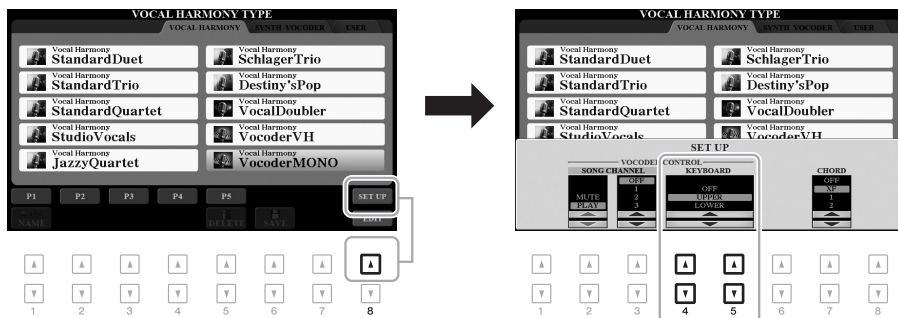 VOCAL HARMONY TYPE
VOCAL HARMONY SYNTH VOCODER USER
Vocal Harmony
StandardDuet
Vocal Harmony
SchlagerTrio
Vocal Harmony
StandardTrio
Vocal Harmony
Destiny'sPop
Vocal Harmony
StandardQuartet
Vocal Harmony
VocalDoubler
Vocal Harmony
StudioVocals
Vocal Harmony
VocoderVH
Vocal Harmony
JazzyQuartet
Vocal Harmony
VocoderMONO
P1 P2 P3 P4 P5 SET UP
NAME DELETE SAVE EDIT
1 2 3 4 5 6 7 8
VOCAL HARMONY TYPE
VOCAL HARMONY SYNTH VOCODER USER
Vocal Harmony
StandardDuet
Vocal Harmony
SchlagerTrio
Vocal Harmony
StandardTrio
Vocal Harmony
Destiny'sPop
Vocal Harmony
StandardQuartet
Vocal Harmony
VocalDoubler
Vocal Harmony
StudioVocals
Vocal Harmony
VocoderVH
SET UP
VOCODER CONTROL
SONG CHANNEL KEYBOARD CHORD
OFF OFF
1 OFF XF
MUTE 2 UPPER 1
PLAY 3 LOWER 2
1 2 3 4 5 6 7 8